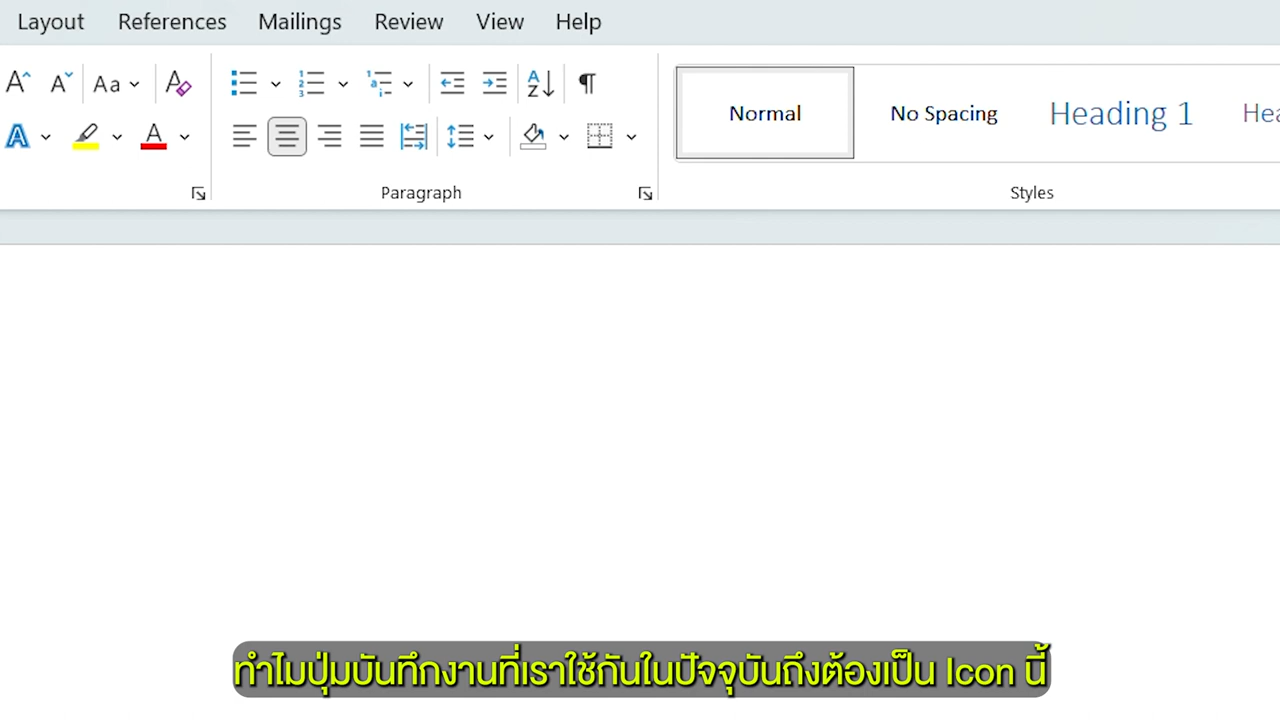 Layout References Mailings Review View Help
A A Aa A
A Z ¶
A A
Normal No Spacing Heading 1 Hea
Paragraph Styles
ทำไมปุ่มบันทึกงานที่เราใช้กันในปัจจุบันถึงต้องเป็น Icon นี้